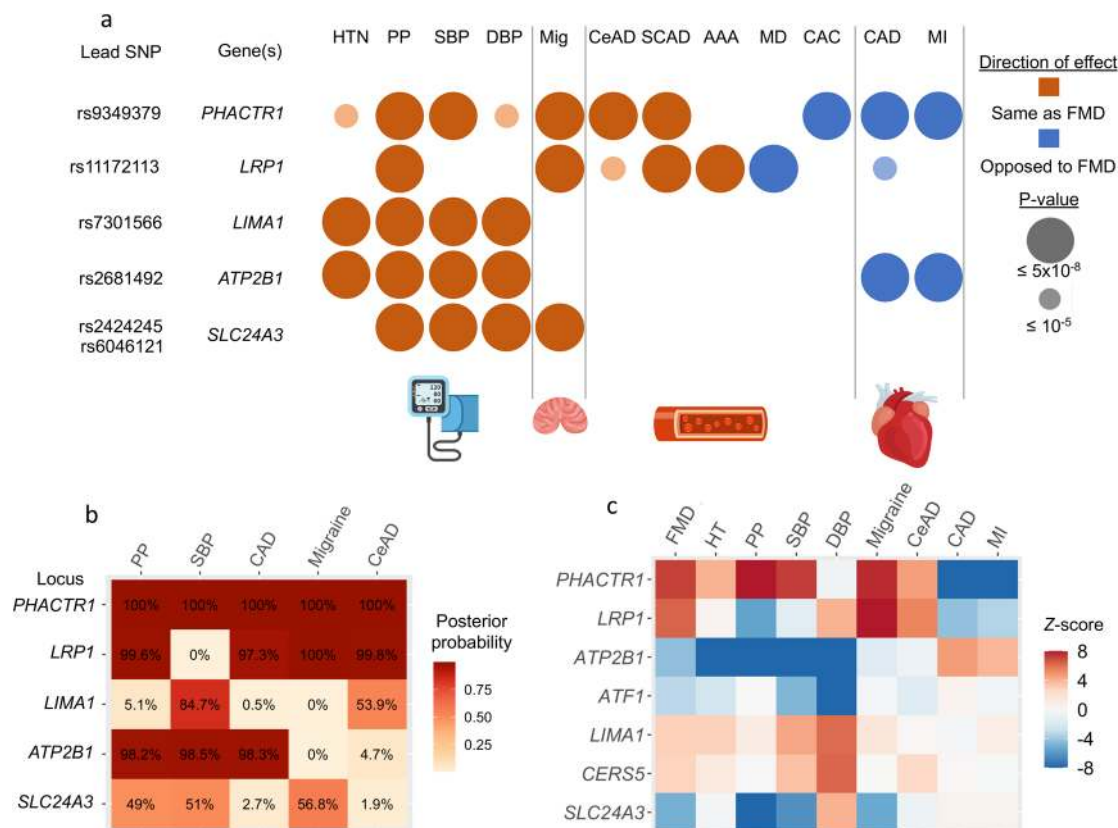 a
Lead SNP Gene(s) HTN PP SBP DBP Mig CeAD SCAD AAA MD CAC CAD MI
Direction of effect
Same as FMD
Opposed to FMD
P-value
≤ 5x10⁻⁸
≤ 10⁻⁵
rs9349379 PHACTR1
rs11172113 LRP1
rs7301566 LIMA1
rs2681492 ATP2B1
rs2424245
rs6046121 SLC24A3
b
PP SBP CAD Migraine CeAD
Locus
PHACTR1 100% 100% 100% 100% 100%
LRP1 99.6% 0% 97.3% 100% 99.8%
LIMA1 5.1% 84.7% 0.5% 0% 53.9%
ATP2B1 98.2% 98.5% 98.3% 0% 4.7%
SLC24A3 49% 51% 2.7% 56.8% 1.9%
Posterior
probability
0.75
0.50
0.25
c
FMD HT PP SBP DBP Migraine CeAD CAD MI
PHACTR1
LRP1
ATP2B1
ATF1
LIMA1
CERS5
SLC24A3
Z-score
8
4
0
-4
-8